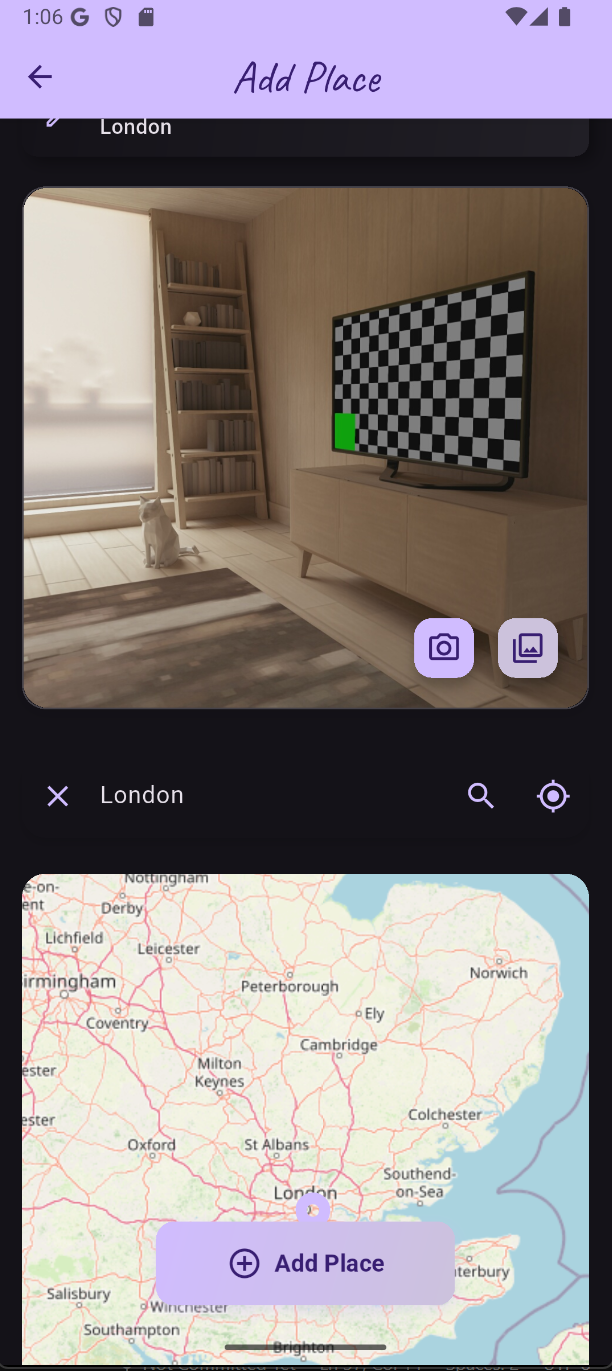 1:06
Add Place
London
London
Nottingham
e-on-
ent
Derby
Lichfield
Leicester
Norwich
irmingham
Peterborough
Coventry
Ely
Cambridge
ester
Milton
Keynes
Colchester
ester
Oxford
St Albans
Southend-
on-Sea
London
Add Place
terbury
Salisbury
Winchester
Southampton
Brighton